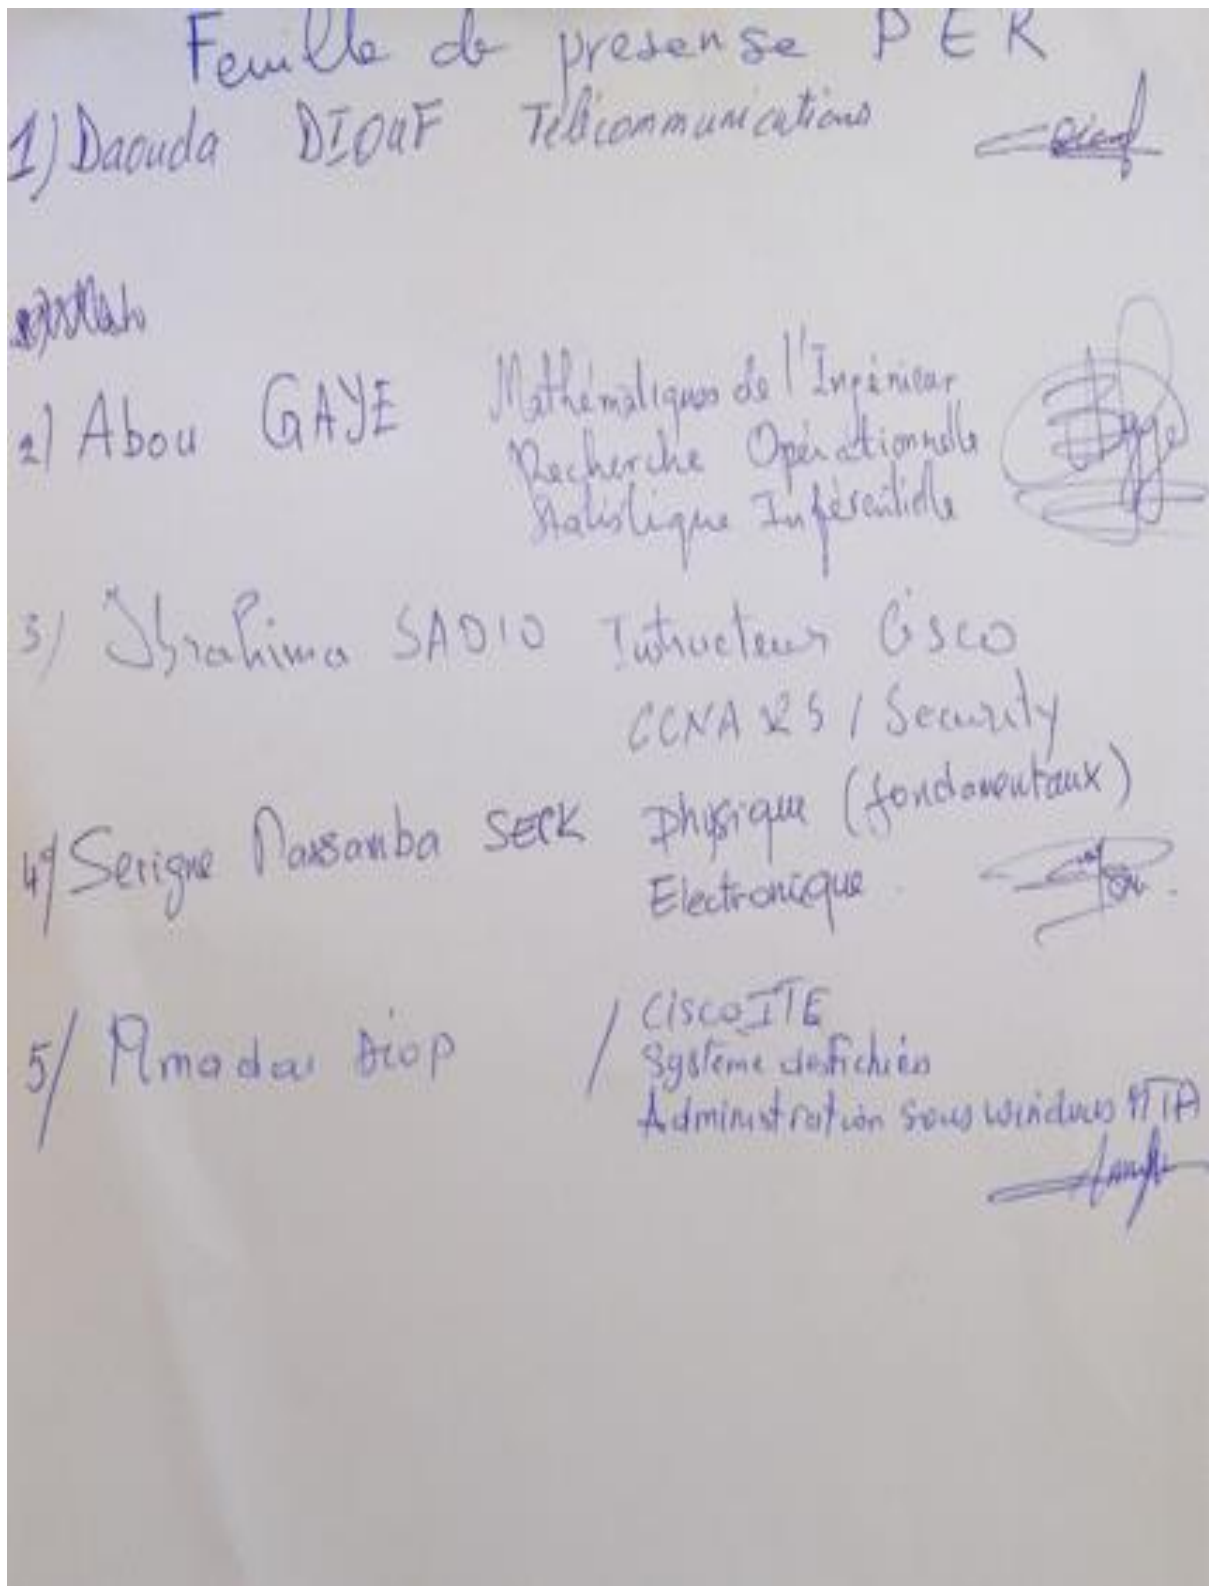 Feuille de presense PER
1) Daouda DIOUF Télécommunications
2) Abou GAYE Mathématiques de l'Ingénieur
Recherche Opérationnelle
Statistique Inférentielle
3/ Ibrahima SADIO Intructeur Cisco
CCNA RS / Security
4/ Serigne Massamba SECK Physique (fondamentaux)
Electronique
5/ Amadou Diop / Cisco ITE
Système de fichiers
Administration sous windows MTA